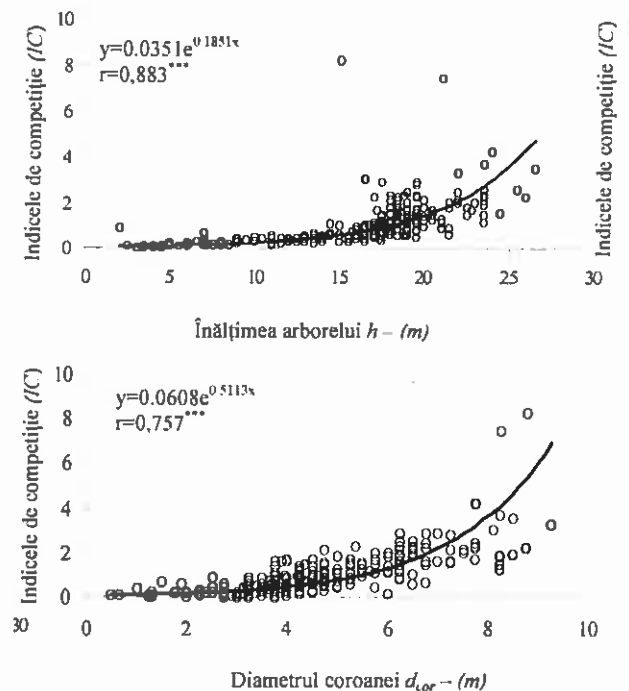 Indicele de competiție (IC)
10
8
6
4
2
0
y=0.0351e^0.1851x
r=0,883***
0 5 10 15 20 25 30
Înălțimea arborelui h – (m)
Indicele de competiție (IC)
Indicele de competiție (IC)
10
8
6
4
2
0
y=0.0608e^0.5113x
r=0,757***
30
0 2 4 6 8 10
Diametrul coroanei d_cor – (m)